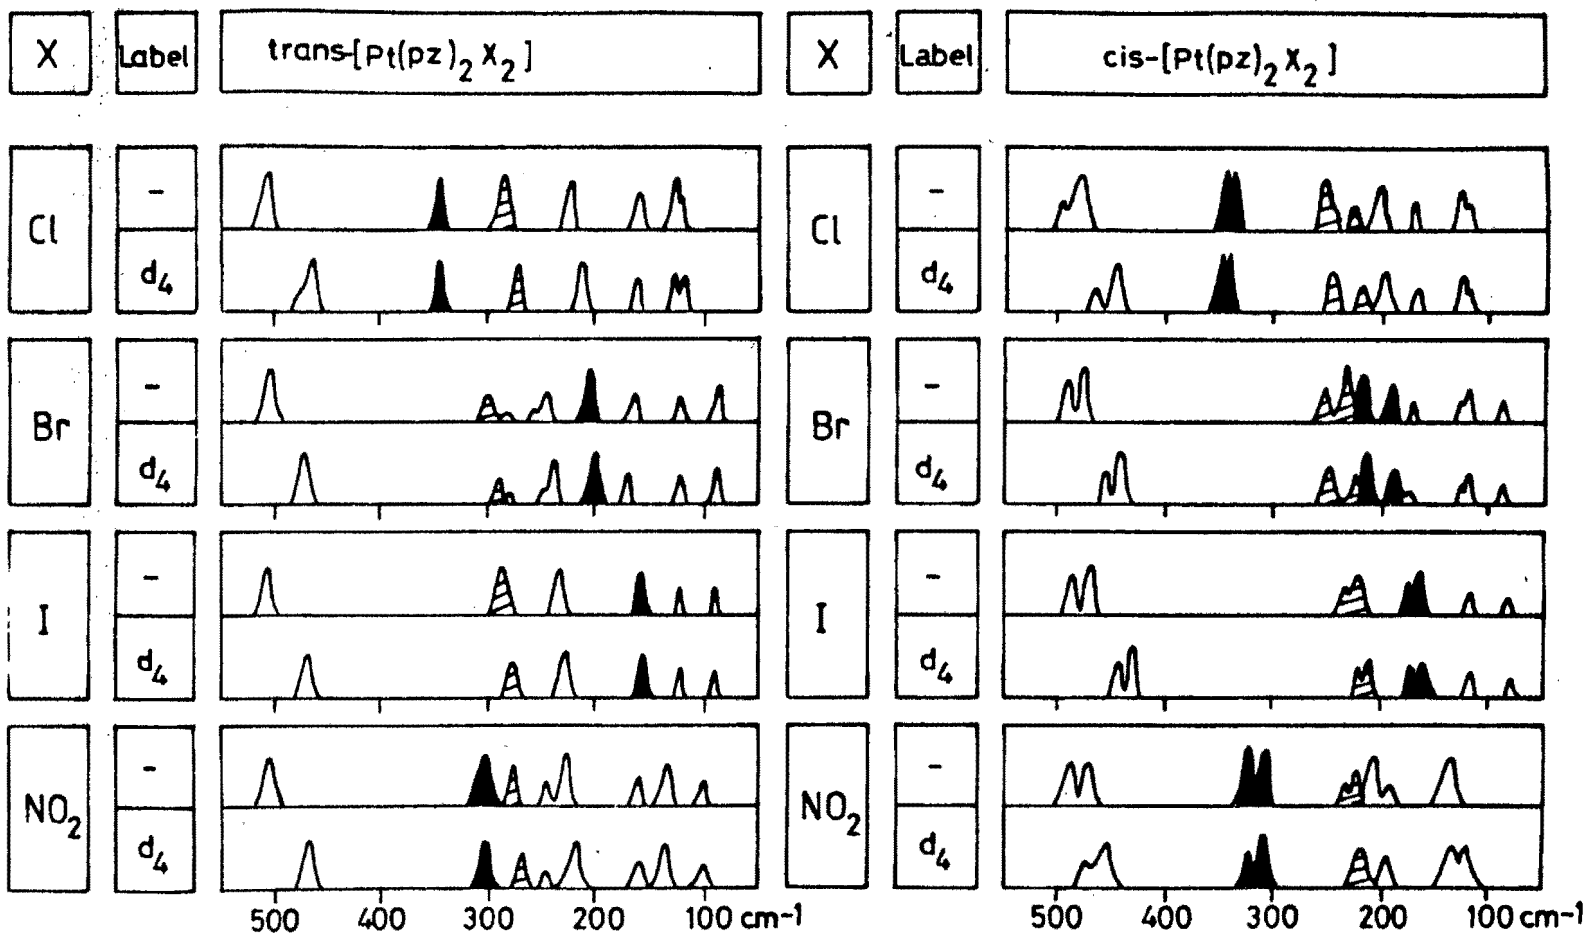 X Label trans-[Pt(pz)2X2] X Label cis-[Pt(pz)2X2]
Cl - Cl -
d4 d4
Br - Br -
d4 d4
I - I -
d4 d4
NO2 - NO2 -
d4 d4
500 400 300 200 100 cm-1 500 400 300 200 100 cm-1